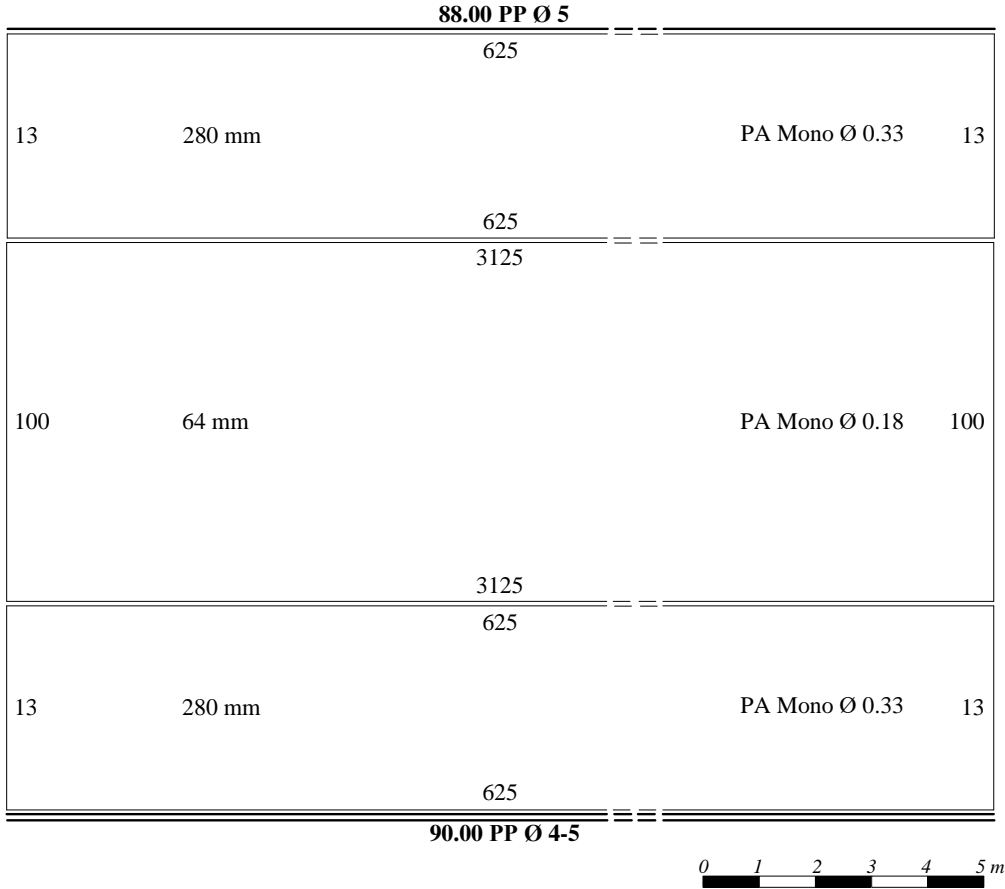 88.00 PP Ø 5
625
13 280 mm PA Mono Ø 0.33 13
625
3125
100 64 mm PA Mono Ø 0.18 100
3125
625
13 280 mm PA Mono Ø 0.33 13
625
90.00 PP Ø 4-5
0 1 2 3 4 5 m